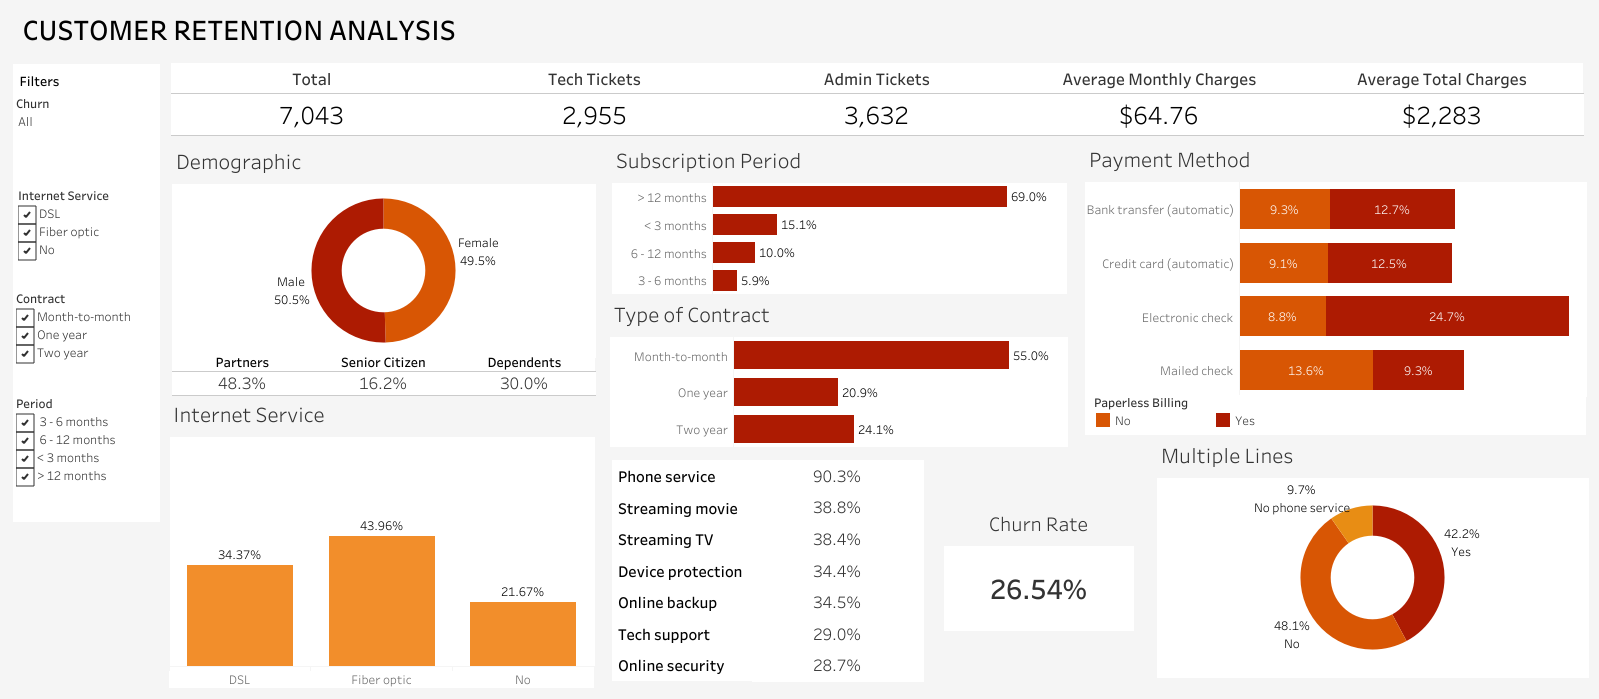 CUSTOMER RETENTION ANALYSIS
Filters
Churn
All
Internet Service
DSL
Fiber optic
No
Contract
Month-to-month
One year
Two year
Period
3 - 6 months
6 - 12 months
< 3 months
> 12 months
Total Tech Tickets Admin Tickets Average Monthly Charges Average Total Charges
7,043 2,955 3,632 $64.76 $2,283
Demographic
Female
49.5%
Male
50.5%
Partners Senior Citizen Dependents
48.3% 16.2% 30.0%
Internet Service
34.37% 43.96% 21.67%
DSL Fiber optic No
Subscription Period
> 12 months 69.0%
< 3 months 15.1%
6 - 12 months 10.0%
3 - 6 months 5.9%
Type of Contract
Month-to-month 55.0%
One year 20.9%
Two year 24.1%
Phone service 90.3%
Streaming movie 38.8%
Streaming TV 38.4%
Device protection 34.4%
Online backup 34.5%
Tech support 29.0%
Online security 28.7%
Churn Rate
26.54%
Payment Method
Bank transfer (automatic) 9.3% 12.7%
Credit card (automatic) 9.1% 12.5%
Electronic check 8.8% 24.7%
Mailed check 13.6% 9.3%
Paperless Billing
No Yes
Multiple Lines
9.7%
No phone service
42.2%
Yes
48.1%
No